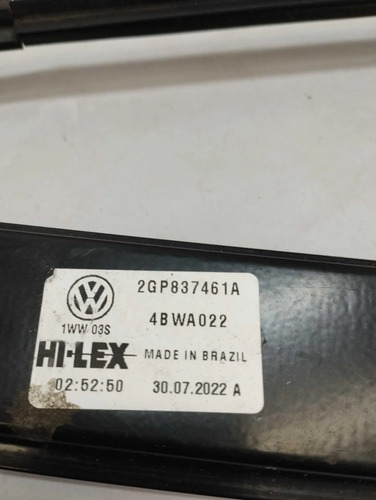 2GP837461A
1WW 03S
4BWA022
HI-LEX MADE IN BRAZIL
02:52:50 30.07.2022 A